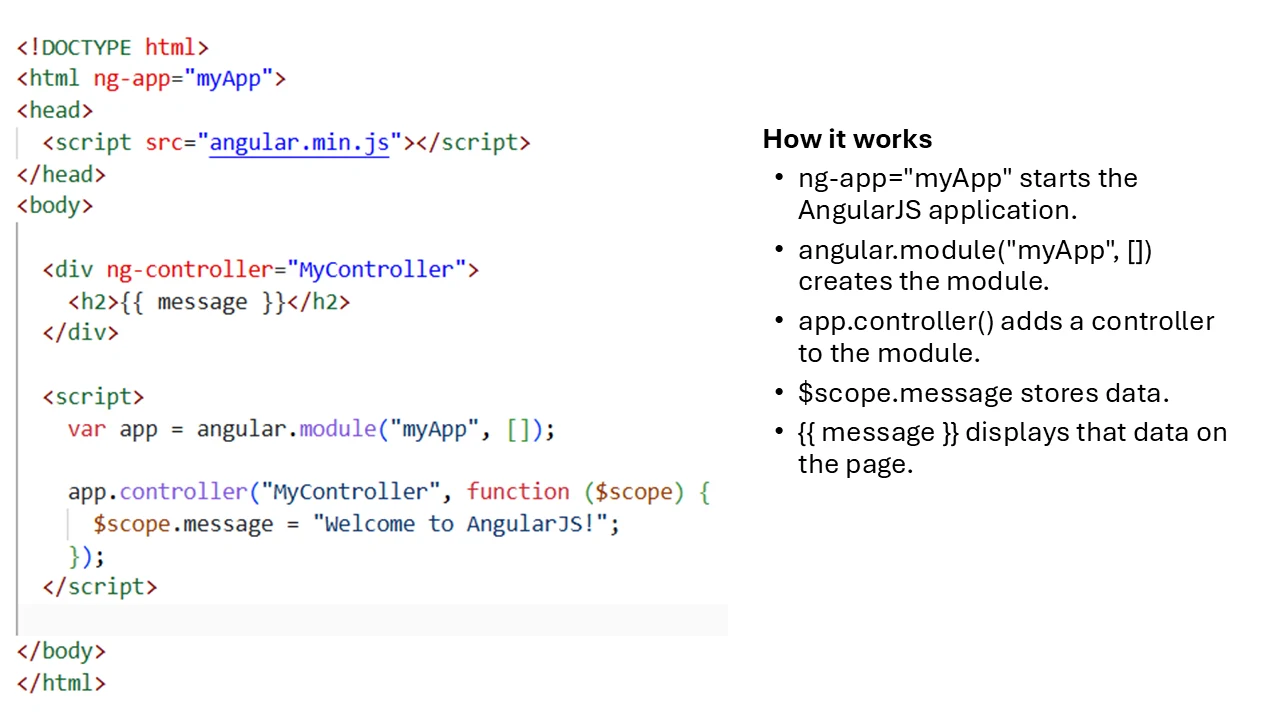 <!DOCTYPE html>
<html ng-app="myApp">
<head>
<script src="angular.min.js"></script>
</head>
<body>
<div ng-controller="MyController">
<h2>{{ message }}</h2>
</div>
<script>
var app = angular.module("myApp", []);
app.controller("MyController", function ($scope) {
$scope.message = "Welcome to AngularJS!";
});
</script>
</body>
</html>
How it works
• ng-app="myApp" starts the
AngularJS application.
• angular.module("myApp", [])
creates the module.
• app.controller() adds a controller
to the module.
• $scope.message stores data.
• {{ message }} displays that data on
the page.